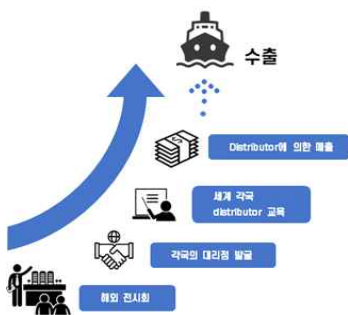 수출
Distributor에 의한 매출
세계 각국
distributor 교육
각국의 대리점 발굴
해외 전시회